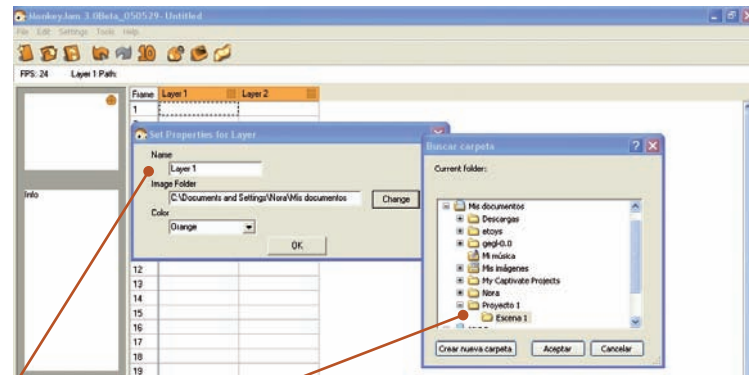 MonkeyJam 3.0Beta_050529- Untitled
File Edit Settings Tools Help
FPS: 24 Layer 1 Path:
Frame Layer 1 Layer 2
1
Info
Set Properties for Layer
Name
Layer 1
Image Folder
C:\Documents and Settings\Nora\Mis documentos
Change
Color
Orange
OK
Buscar carpeta
Current folder:
Mis documentos
Descargas
etoys
gegl-0.0
Mi música
Mis imágenes
My Captivate Projects
Nora
Proyecto 1
Escena 1
Crear nueva carpeta Aceptar Cancelar
12
13
14
15
16
17
18
19